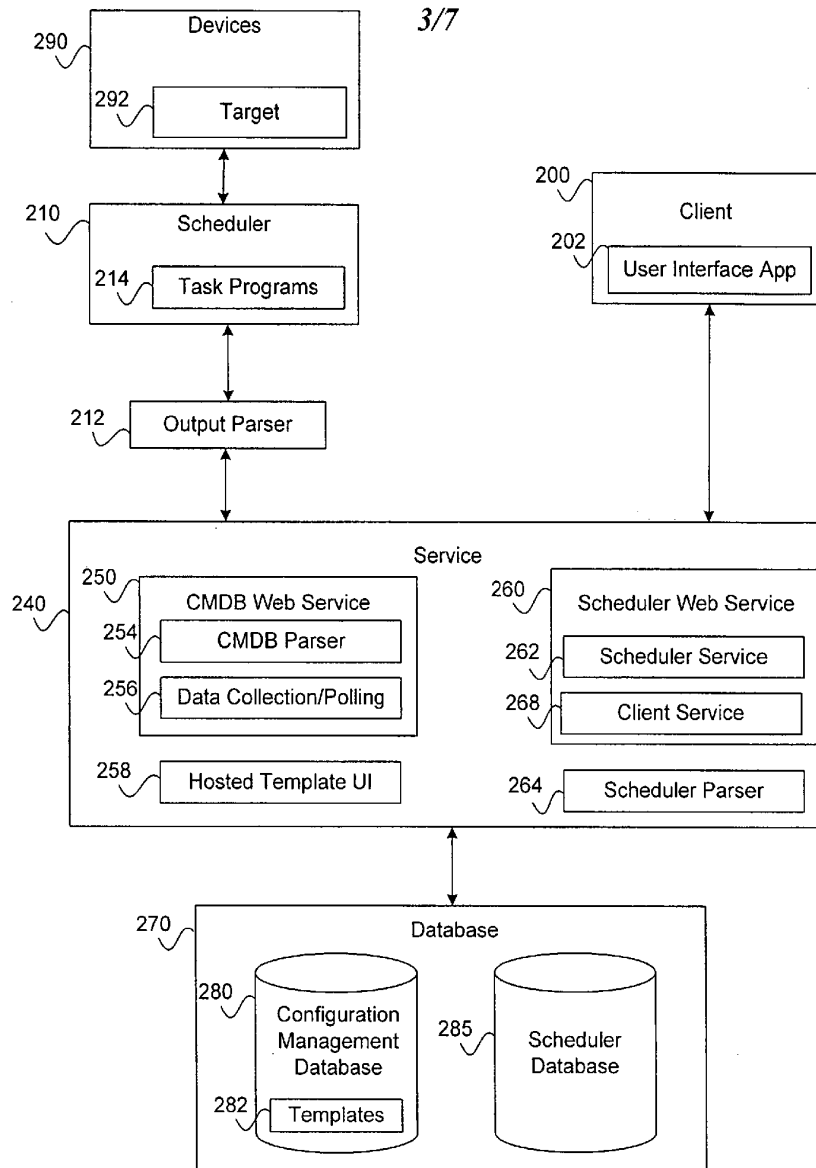 3/7
Devices
290
292
Target
210
Scheduler
214
Task Programs
200
Client
202
User Interface App
212
Output Parser
Service
240
250
CMDB Web Service
254
CMDB Parser
256
Data Collection/Polling
258
Hosted Template UI
260
Scheduler Web Service
262
Scheduler Service
268
Client Service
264
Scheduler Parser
270
Database
280
Configuration
Management
Database
282
Templates
285
Scheduler
Database